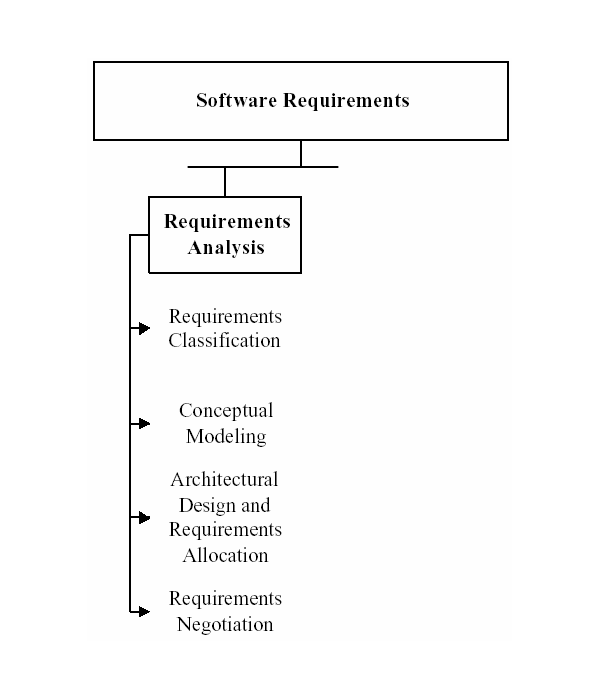 Software Requirements
Requirements
Analysis
Requirements
Classification
Conceptual
Modeling
Architectural
Design and
Requirements
Allocation
Requirements
Negotiation